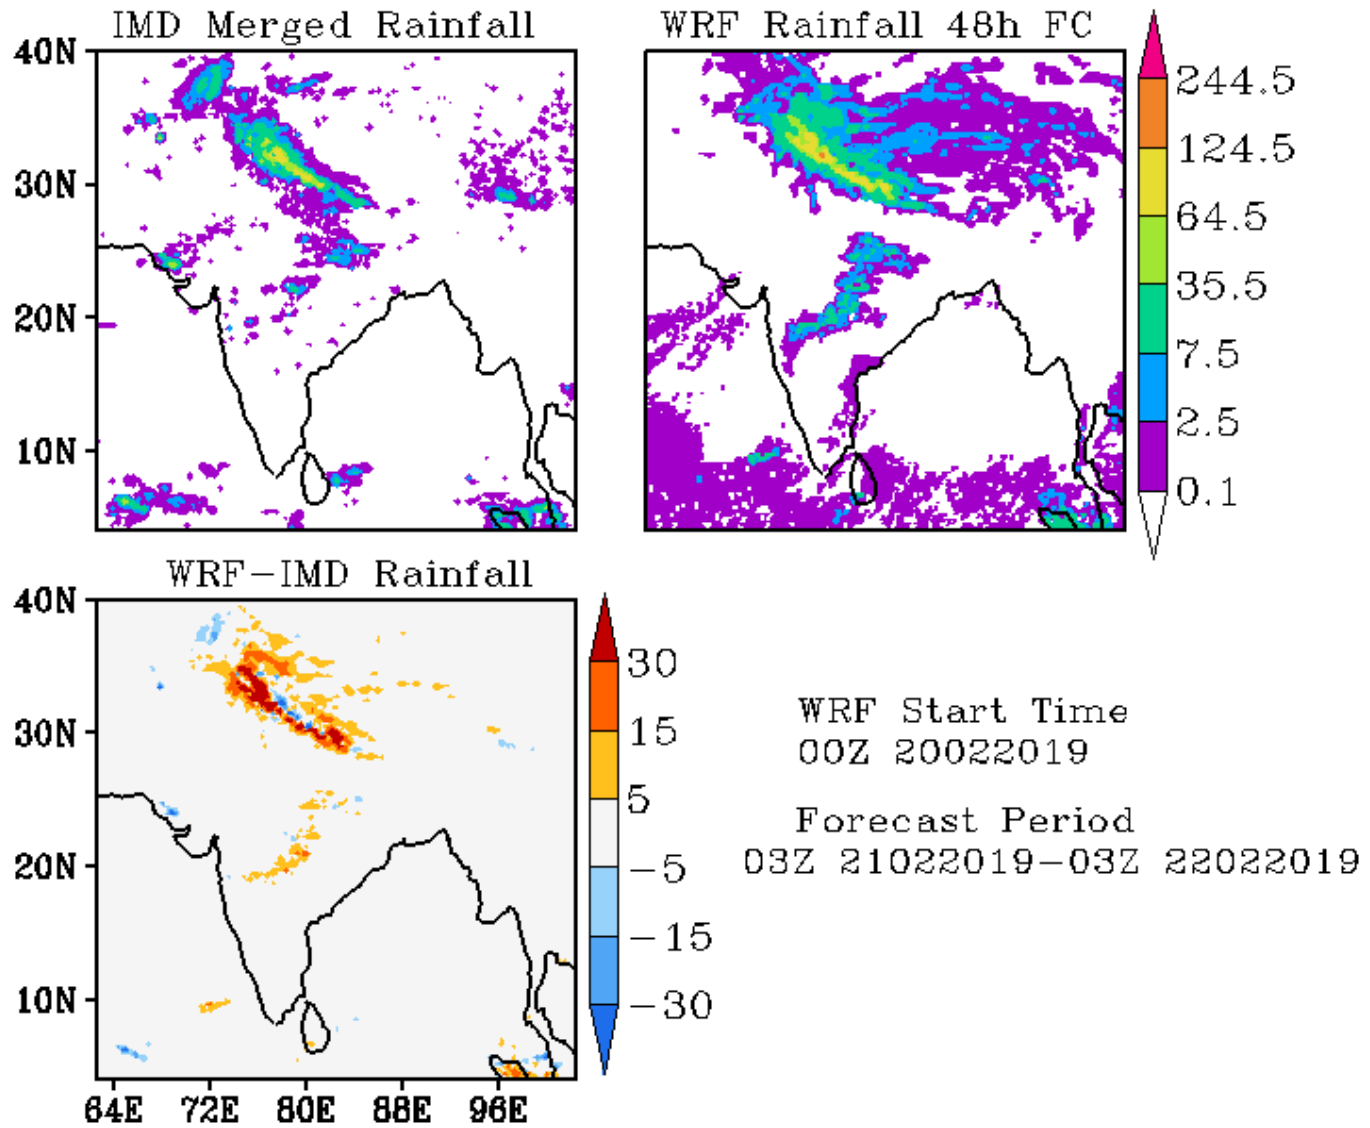 IMD Merged Rainfall
WRF Rainfall 48h FC
40N
30N
20N
10N
244.5
124.5
64.5
35.5
7.5
2.5
0.1
WRF-IMD Rainfall
40N
30N
20N
10N
64E 72E 80E 88E 96E
30
15
5
-5
-15
-30
WRF Start Time
00Z 20022019
Forecast Period
03Z 21022019-03Z 22022019